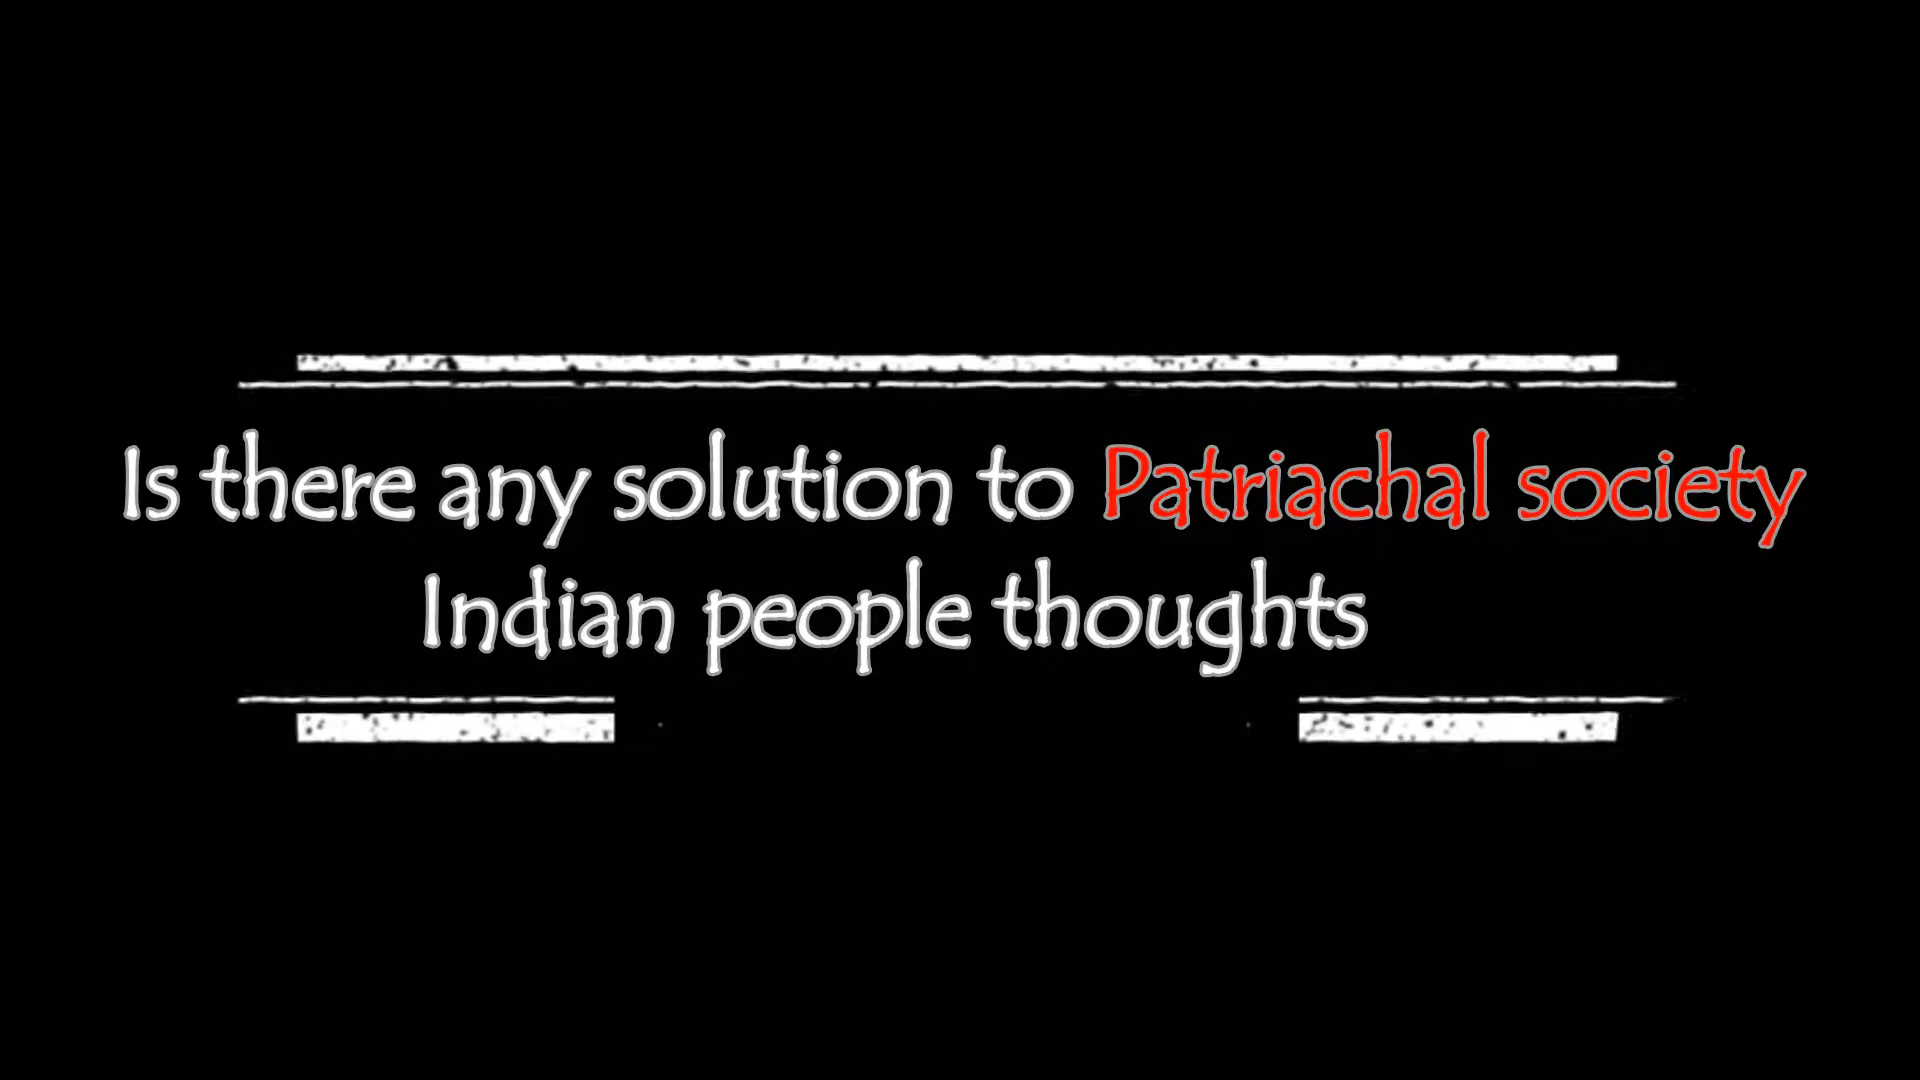 Is there any solution to Patriachal society
Indian people thoughts